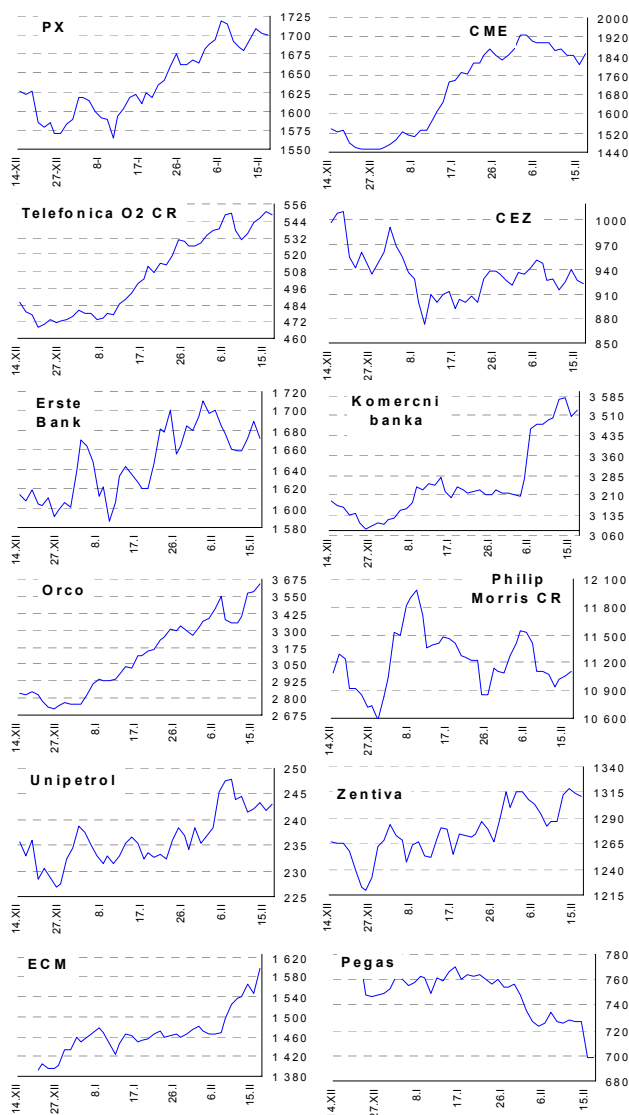 PX
1725
1700
1675
1650
1625
1600
1575
1550
14-XII
27-XII
8-I
17-I
26-I
6-II
15-II
CME
2000
1920
1840
1760
1680
1600
1520
1440
14.XII
27.XII
8.I
17.I
26.I
6.II
15.II
Telefonica O2 CR
556
544
532
520
508
496
484
472
460
14.XII
27.XII
8.I
17.I
26.I
6.II
15.II
CEZ
1000
970
940
910
880
850
14.XII
27.XII
8.I
17.I
26.I
6.II
15.II
Erste
Bank
1 720
1 700
1 680
1 660
1 640
1 620
1 600
1 580
14.XII
27.XII
8.I
17.I
26.I
6.II
15.II
Komercni
banka
3 585
3 510
3 435
3 360
3 285
3 210
3 135
3 060
14.XII
27.XII
8.I
17.I
26.I
6.II
15.II
Orco
3 675
3 550
3 425
3 300
3 175
3 050
2 925
2 800
2 675
14.XII
27.XII
8.I
17.I
26.I
6.II
15.II
Philip
Morris CR
12 100
11 800
11 500
11 200
10 900
10 600
14.XII
27.XII
8.I
17.I
26.I
6.II
15.II
Unipetrol
250
245
240
235
230
225
14.XII
27.XII
8.I
17.I
26.I
6.II
15.II
Zentiva
1340
1315
1290
1265
1240
1215
14.XII
27.XII
8.I
17.I
26.I
6.II
15.II
ECM
1 620
1 580
1 540
1 500
1 460
1 420
1 380
14.XII
27.XII
8.I
17.I
26.I
6.II
15.II
Pegas
780
760
740
720
700
680
14.XII
27.XII
8.I
17.I
26.I
6.II
15.II